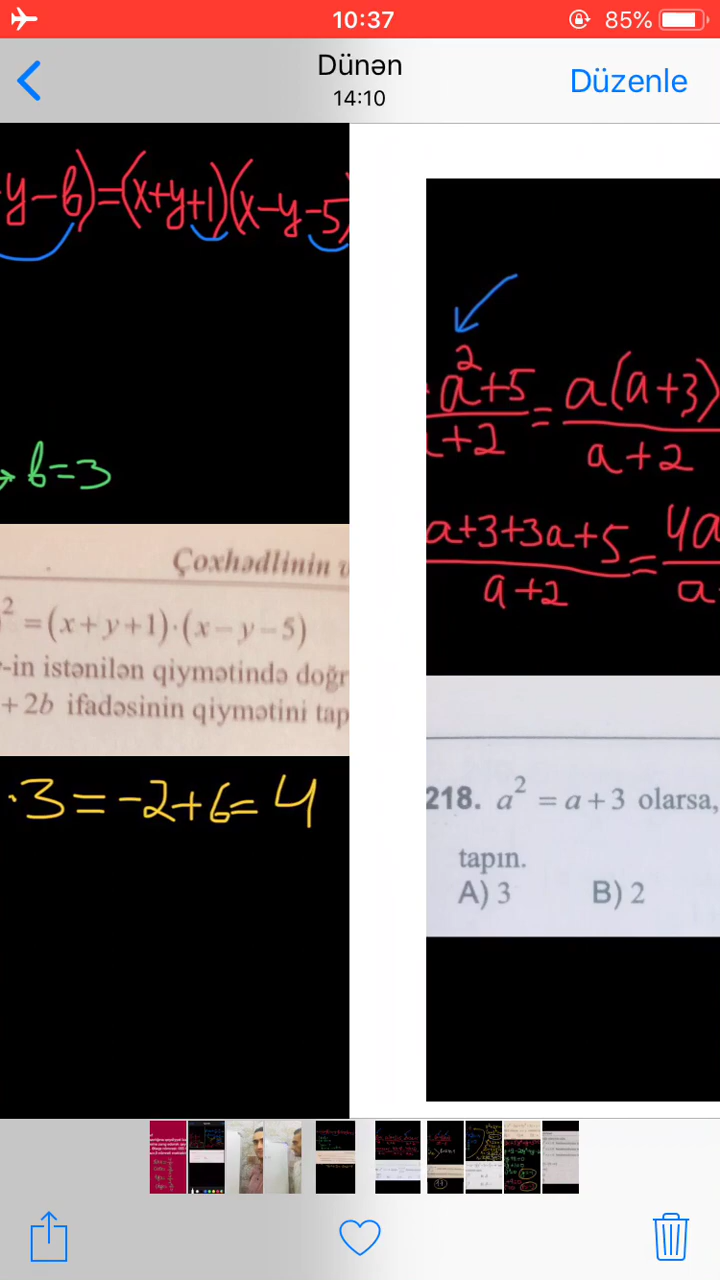 10:37
85%
Dünən
14:10
Düzenle
y-b)=(x+y+1)(x-y-5)
b=3
Çoxhədlinin
² = (x+y+1)·(x-y-5)
-in istənilən qiymətində doğr
+2b ifadəsinin qiymətini tap
·3=-2+6=4
a²+5/a+2 = a(a+3)/a+2
a+3+3a+5/a+2 = 4a/a
218. a² = a+3 olarsa,
tapın.
A) 3 B) 2